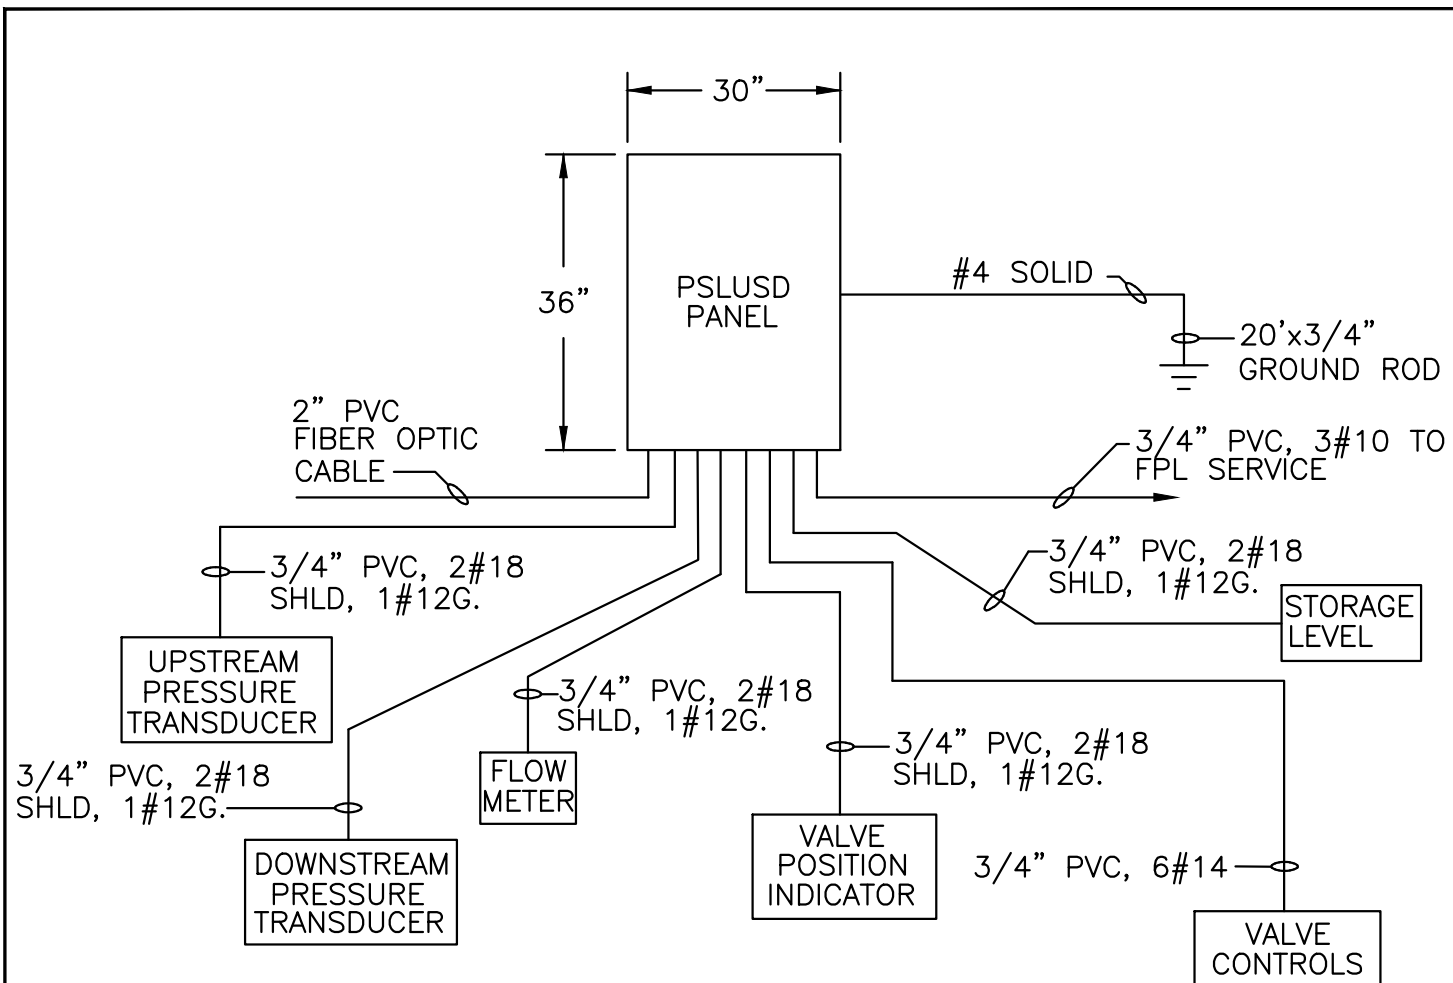 30”
36”
PSLUSD
PANEL
#4 SOLID
20’x3/4”
GROUND ROD
2” PVC
FIBER OPTIC
CABLE
3/4” PVC, 3#10 TO
FPL SERVICE
3/4” PVC, 2#18
SHLD, 1#12G.
3/4” PVC, 2#18
SHLD, 1#12G.
STORAGE
LEVEL
UPSTREAM
PRESSURE
TRANSDUCER
3/4” PVC, 2#18
SHLD, 1#12G.
3/4” PVC, 2#18
SHLD, 1#12G.
3/4” PVC, 2#18
SHLD, 1#12G.
FLOW
METER
DOWNSTREAM
PRESSURE
TRANSDUCER
VALVE
POSITION
INDICATOR
3/4” PVC, 6#14
VALVE
CONTROLS